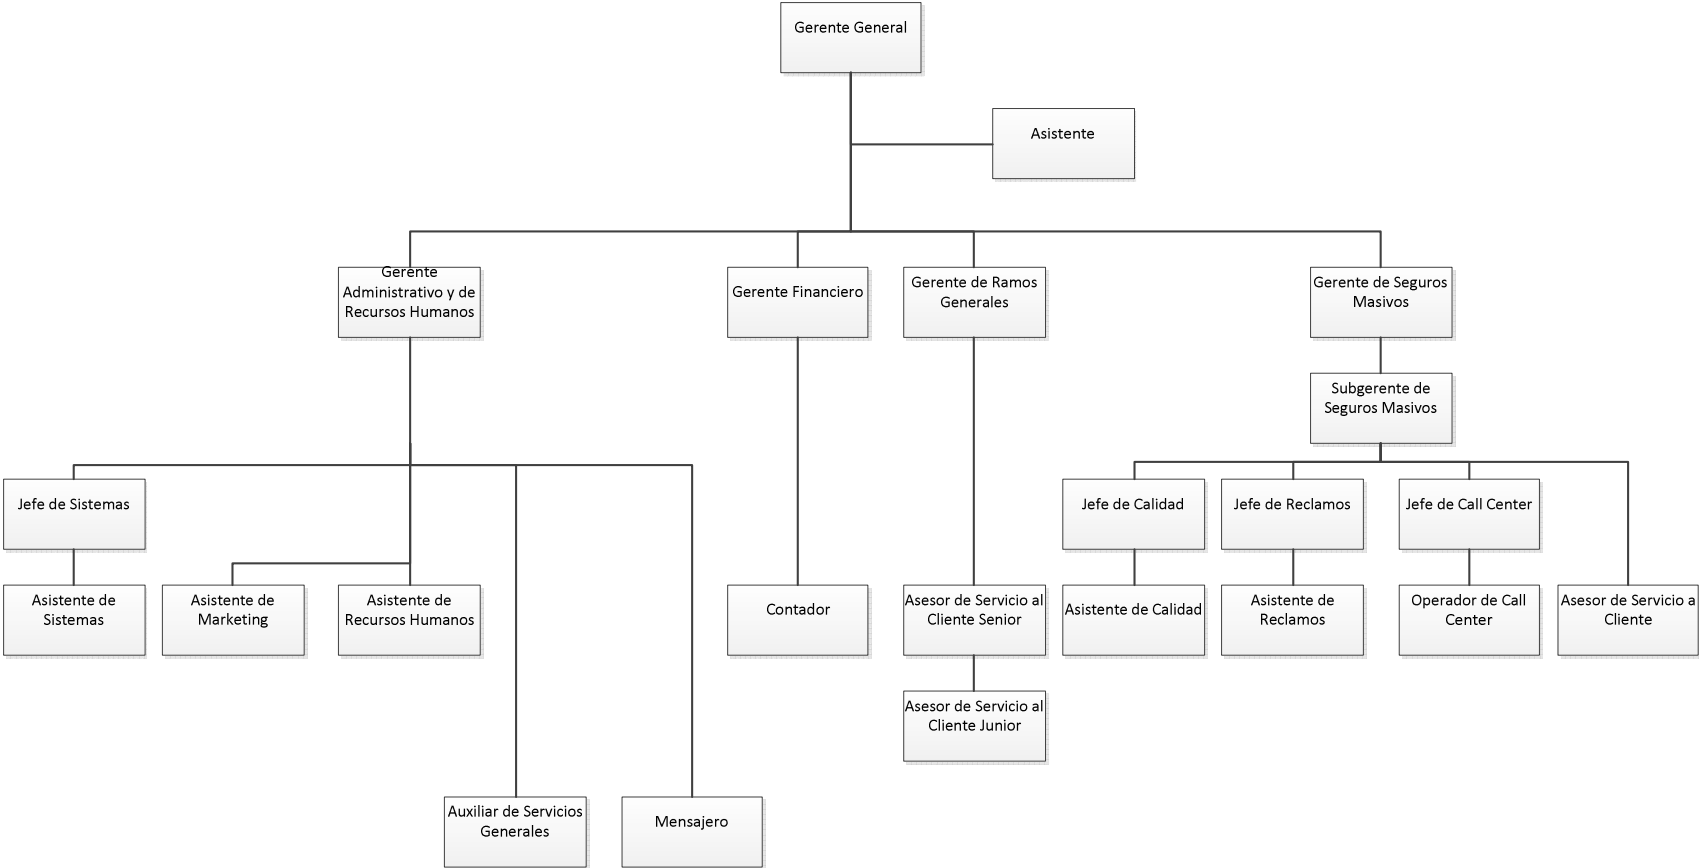 Gerente General
Asistente
Gerente
Administrativo y de
Recursos Humanos
Gerente Financiero
Gerente de Ramos
Generales
Gerente de Seguros
Masivos
Subgerente de
Seguros Masivos
Jefe de Sistemas
Jefe de Calidad
Jefe de Reclamos
Jefe de Call Center
Asistente de
Sistemas
Asistente de
Marketing
Asistente de
Recursos Humanos
Contador
Asesor de Servicio al
Cliente Senior
Asistente de Calidad
Asistente de
Reclamos
Operador de Call
Center
Asesor de Servicio a
Cliente
Asesor de Servicio al
Cliente Junior
Auxiliar de Servicios
Generales
Mensajero